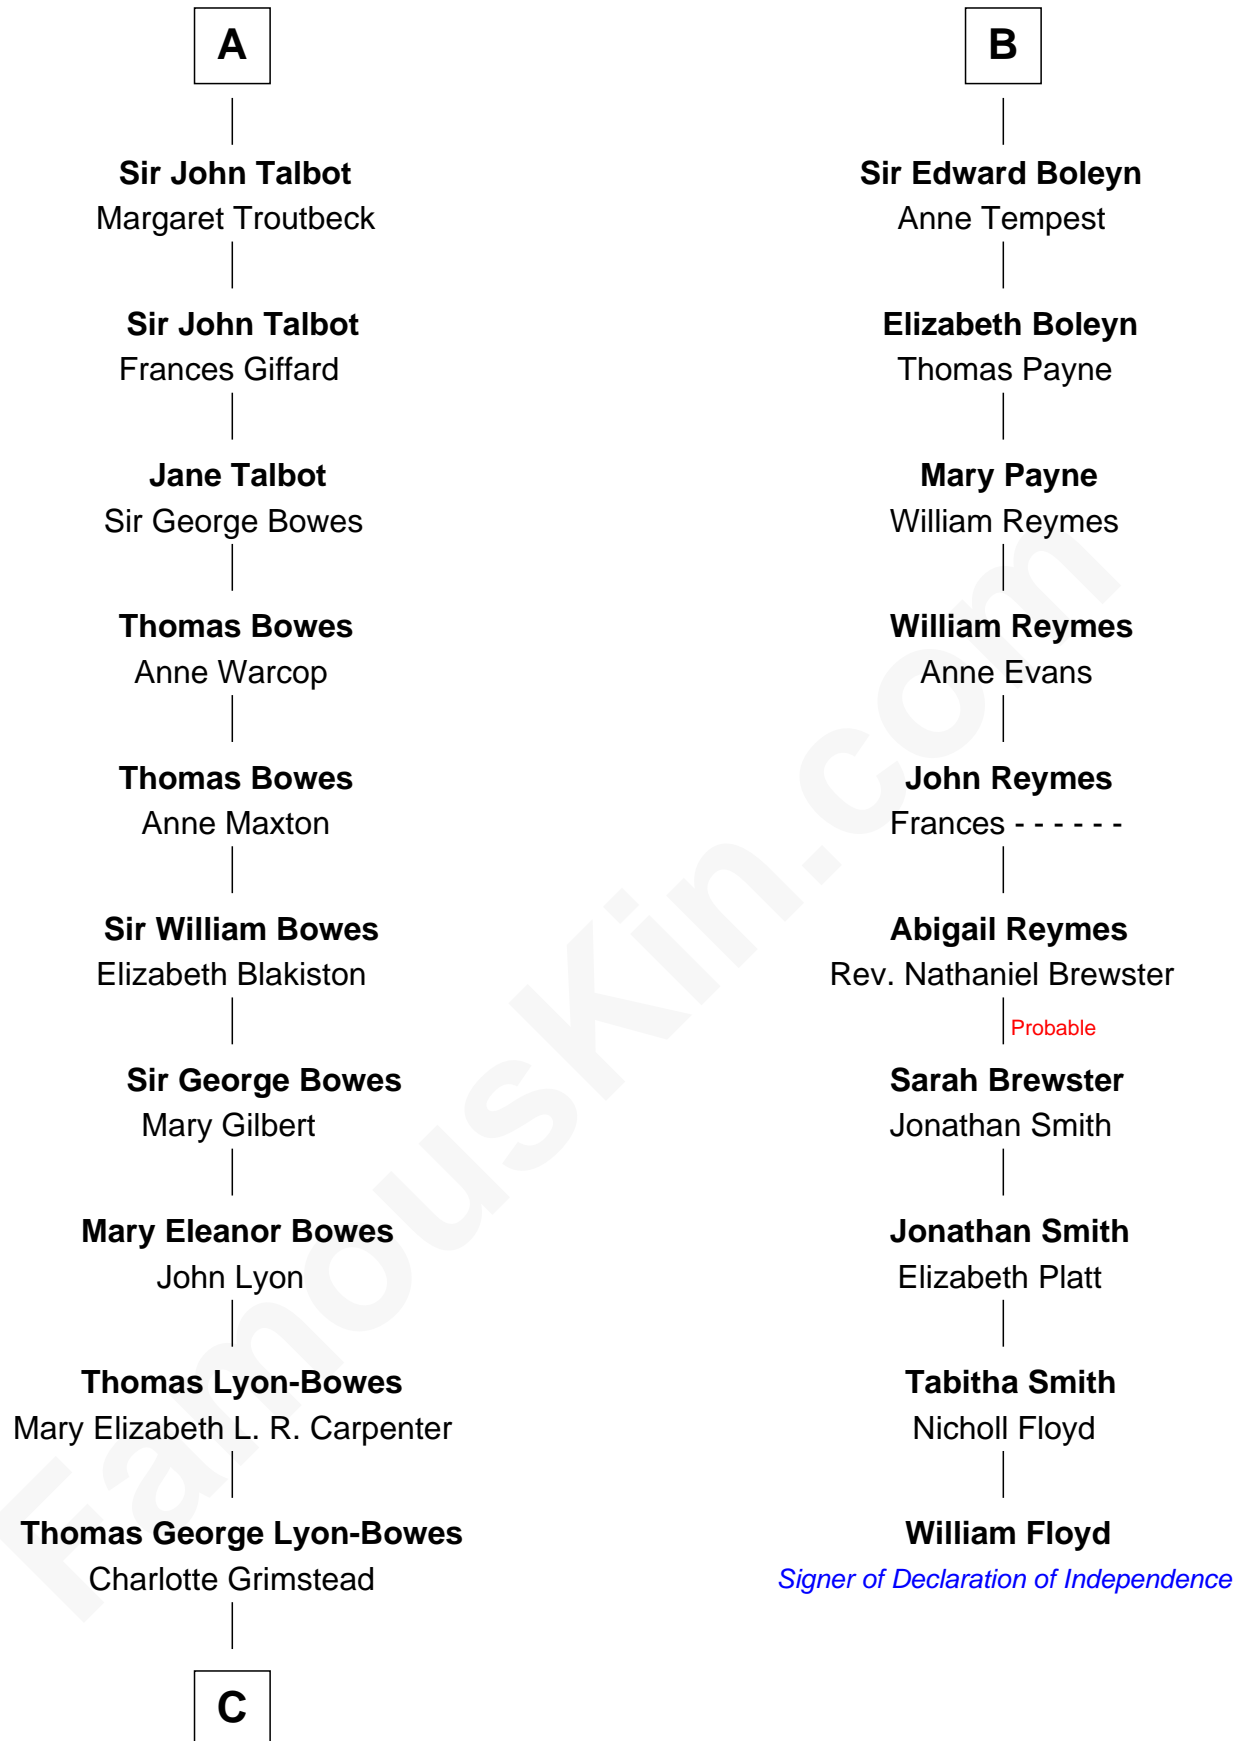 A
Sir John Talbot
Margaret Troutbeck
Sir John Talbot
Frances Giffard
Jane Talbot
Sir George Bowes
Thomas Bowes
Anne Warcop
Thomas Bowes
Anne Maxton
Sir William Bowes
Elizabeth Blakiston
Sir George Bowes
Mary Gilbert
Mary Eleanor Bowes
John Lyon
Thomas Lyon-Bowes
Mary Elizabeth L. R. Carpenter
Thomas George Lyon-Bowes
Charlotte Grimstead
C
B
Sir Edward Boleyn
Anne Tempest
Elizabeth Boleyn
Thomas Payne
Mary Payne
William Reymes
William Reymes
Anne Evans
John Reymes
Frances - - - - - -
Abigail Reymes
Rev. Nathaniel Brewster
Probable
Sarah Brewster
Jonathan Smith
Jonathan Smith
Elizabeth Platt
Tabitha Smith
Nicholl Floyd
William Floyd
Signer of Declaration of Independence
FamousKin.com